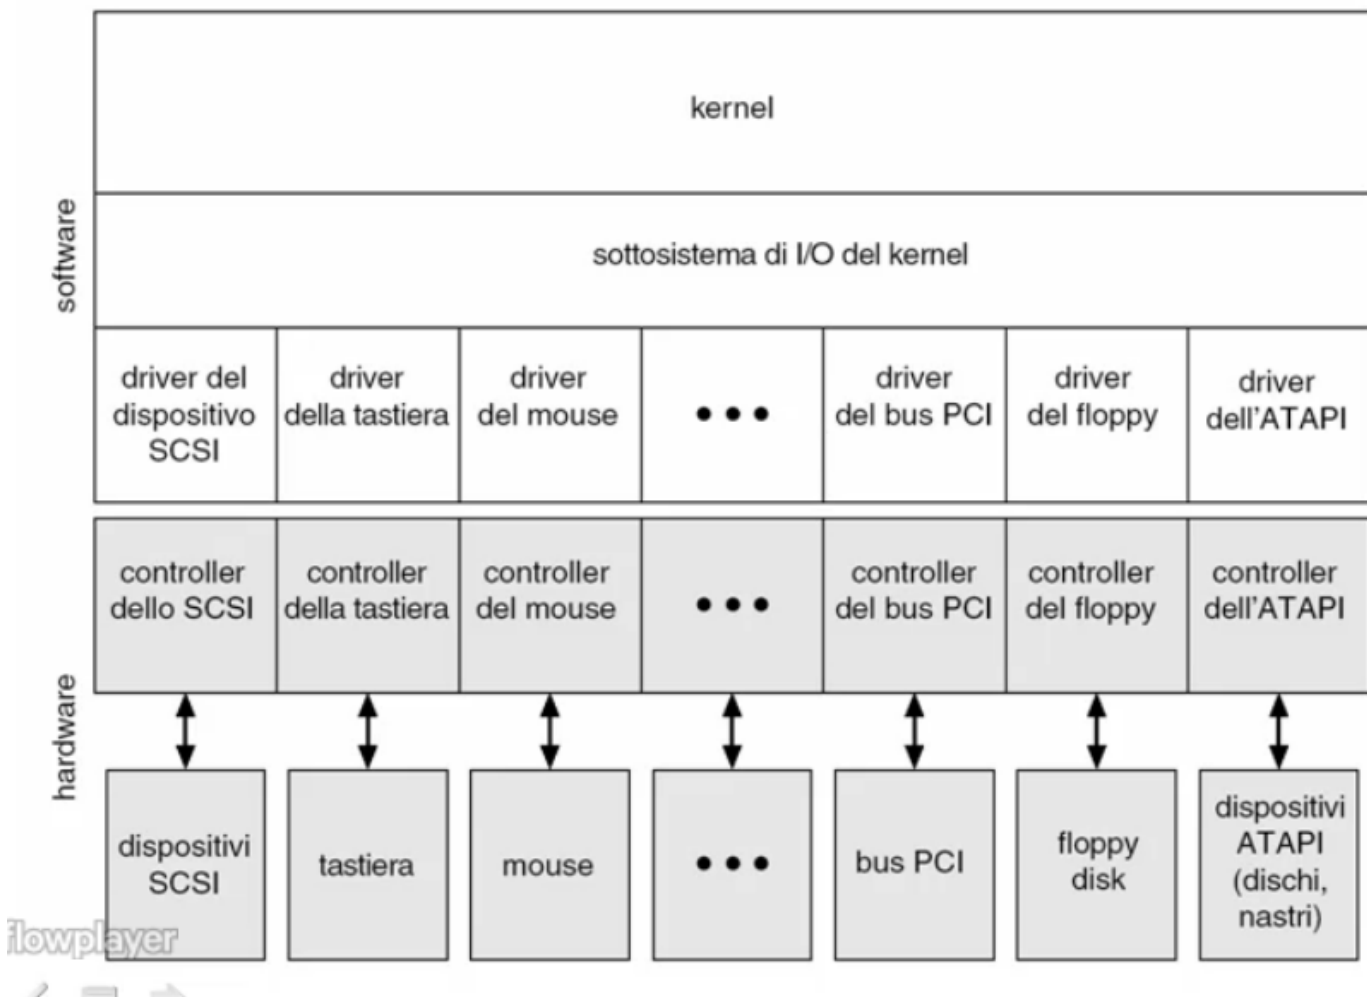 kernel
software
sottosistema di I/O del kernel
driver del
dispositivo
SCSI
driver
della tastiera
driver
del mouse
driver
del bus PCI
driver
del floppy
driver
dell'ATAPI
hardware
controller
dello SCSI
controller
della tastiera
controller
del mouse
controller
del bus PCI
controller
del floppy
controller
dell'ATAPI
dispositivi
SCSI
tastiera
mouse
bus PCI
floppy
disk
dispositivi
ATAPI
(dischi,
nastri)
flowplayer